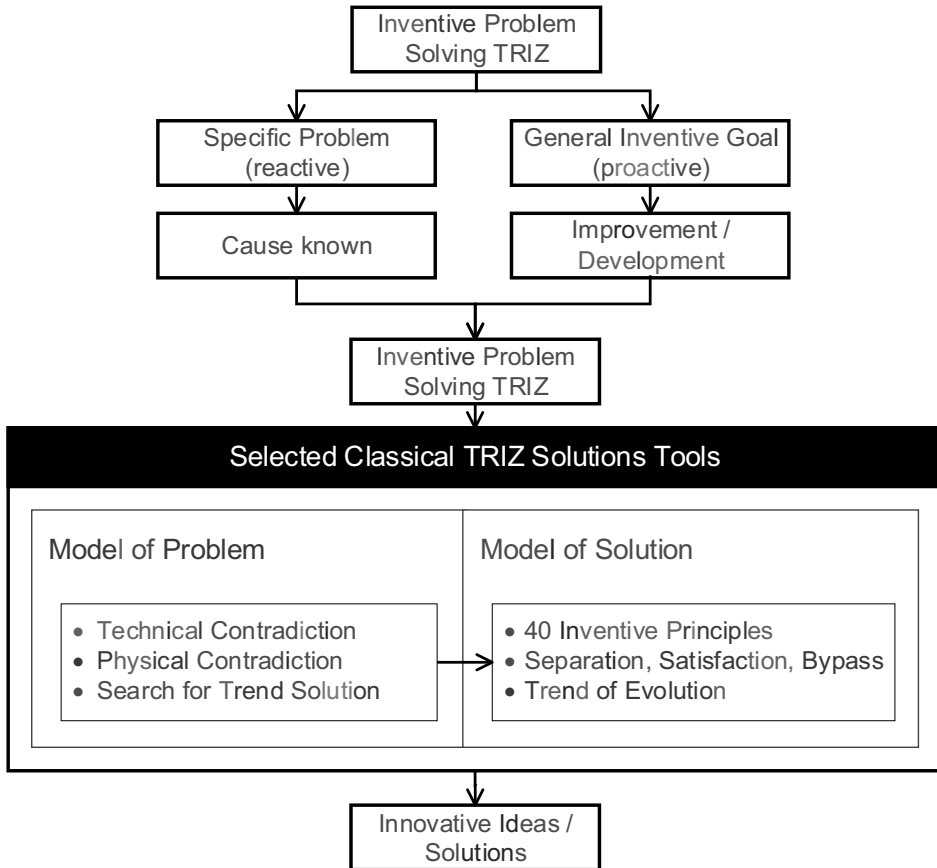 Inventive Problem
Solving TRIZ
Specific Problem
(reactive)
General Inventive Goal
(proactive)
Cause known
Improvement /
Development
Inventive Problem
Solving TRIZ
Selected Classical TRIZ Solutions Tools
Model of Problem
• Technical Contradiction
• Physical Contradiction
• Search for Trend Solution
Model of Solution
• 40 Inventive Principles
• Separation, Satisfaction, Bypass
• Trend of Evolution
Innovative Ideas /
Solutions